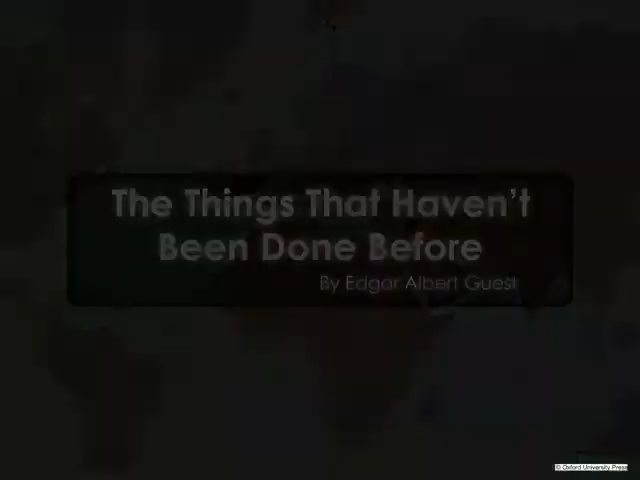 The Things That Haven't
Been Done Before
By Edgar Albert Guest
© Oxford University Press